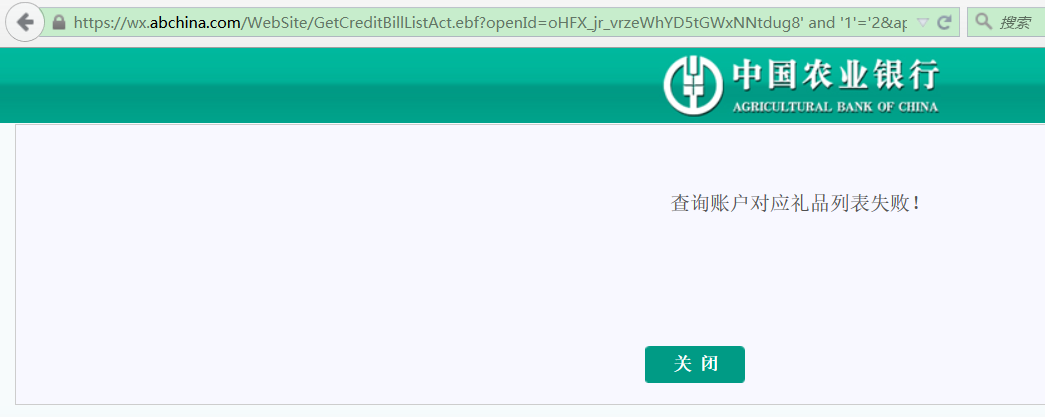 https://wx.abchina.com/WebSite/GetCreditBillListAct.ebf?openId=oHFX_jr_vrzeWhYD5tGWxNNtdug8' and '1'='2&ap
搜索
中国农业银行
AGRICULTURAL BANK OF CHINA
查询账户对应礼品列表失败！
关 闭